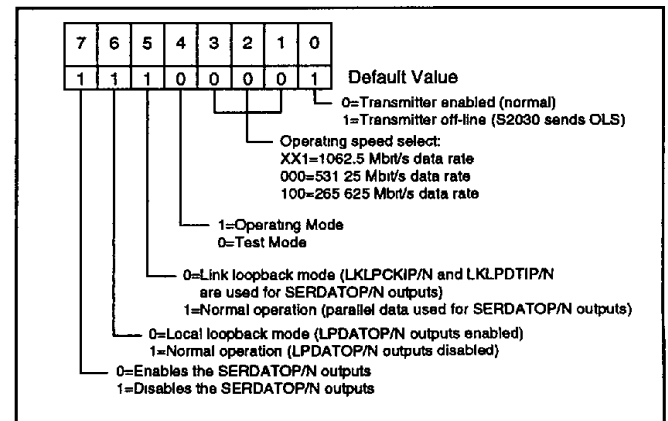 7 6 5 4 3 2 1 0
1 1 1 0 0 0 0 1 Default Value
0=Transmitter enabled (normal)
1=Transmitter off-line (S2030 sends OLS)
Operating speed select:
XX1=1062.5 Mbit/s data rate
000=531 25 Mbit/s data rate
100=265 625 Mbit/s data rate
1=Operating Mode
0=Test Mode
0=Link loopback mode (LKLPCKIP/N and LKLPDTIP/N
are used for SERDATOP/N outputs)
1=Normal operation (parallel data used for SERDATOP/N outputs)
0=Local loopback mode (LPDATOP/N outputs enabled)
1=Normal operation (LPDATOP/N outputs disabled)
0=Enables the SERDATOP/N outputs
1=Disables the SERDATOP/N outputs